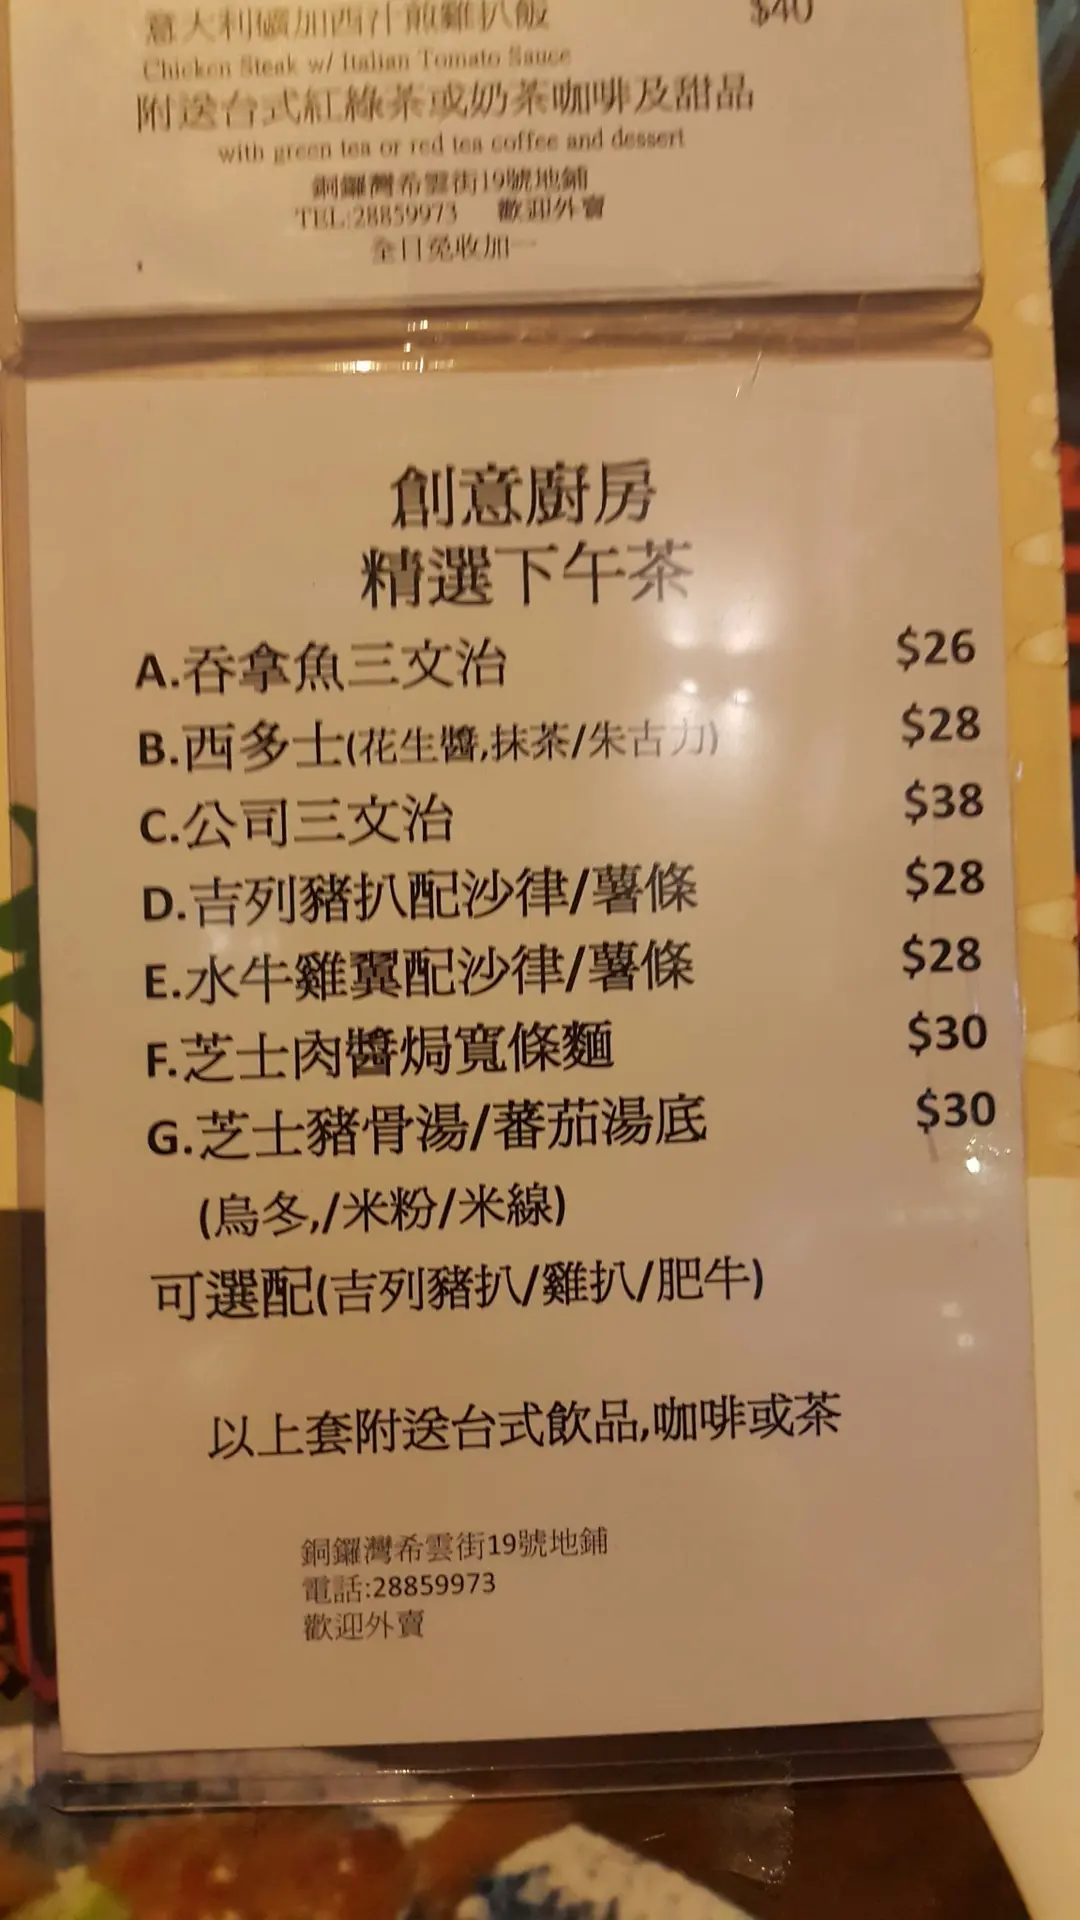 意大利礦加西汁煎雞扒飯 $40
Chicken Steak w/ Italian Tomato Sauce
附送台式紅綠茶或奶茶咖啡及甜品
with green tea or red tea coffee and dessert
銅鑼灣希雲街19號地鋪
TEL:28859973 歡迎外賣
全日免收加一
創意廚房
精選下午茶
A.吞拿魚三文治 $26
B.西多士(花生醬,抹茶/朱古力) $28
C.公司三文治 $38
D.吉列豬扒配沙律/薯條 $28
E.水牛雞翼配沙律/薯條 $28
F.芝士肉醬焗寬條麵 $30
G.芝士豬骨湯/蕃茄湯底 $30
(烏冬,/米粉/米線)
可選配(吉列豬扒/雞扒/肥牛)
以上套附送台式飲品,咖啡或茶
銅鑼灣希雲街19號地鋪
電話:28859973
歡迎外賣